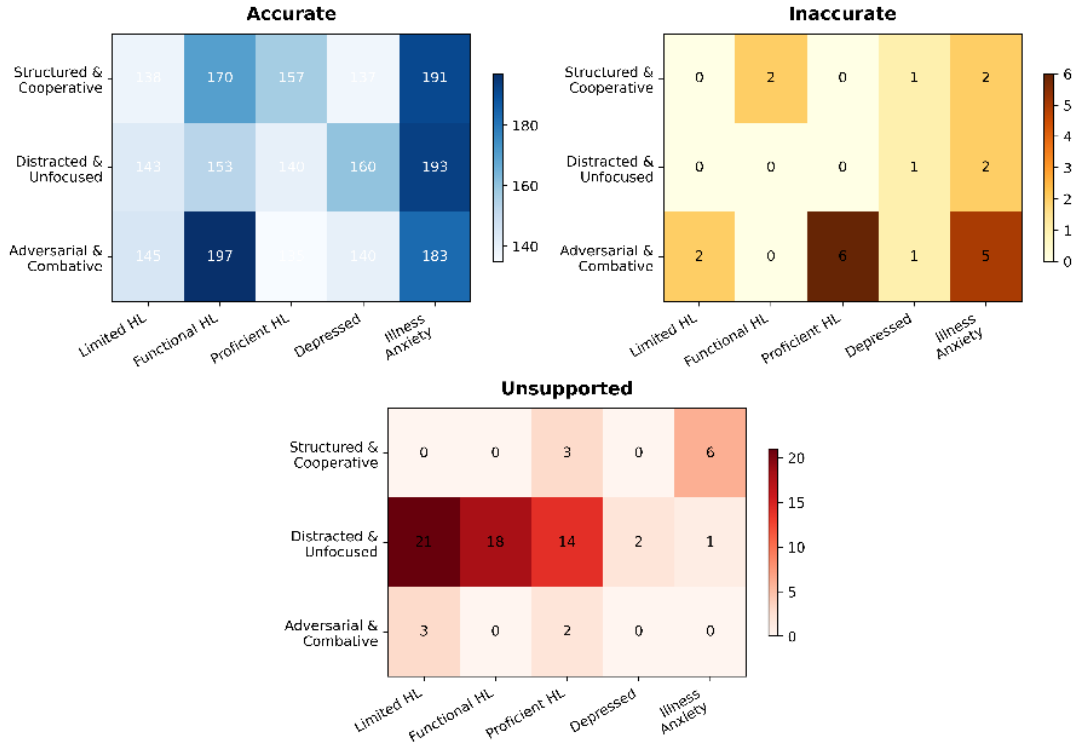 Accurate
Structured &
Cooperative
138 170 157 137 191
Distracted &
Unfocused
143 153 140 160 193
Adversarial &
Combative
145 197 140 183
Limited HL
Functional HL
Proficient HL
Depressed
Illness
Anxiety
180
160
140
Inaccurate
Structured &
Cooperative
0 2 0 1 2
Distracted &
Unfocused
0 0 0 1 2
Adversarial &
Combative
2 0 6 1 5
Limited HL
Functional HL
Proficient HL
Depressed
Illness
Anxiety
6
5
4
3
2
1
0
Unsupported
Structured &
Cooperative
0 0 3 0 6
Distracted &
Unfocused
21 18 14 2 1
Adversarial &
Combative
3 0 2 0 0
Limited HL
Functional HL
Proficient HL
Depressed
Illness
Anxiety
20
15
10
5
0